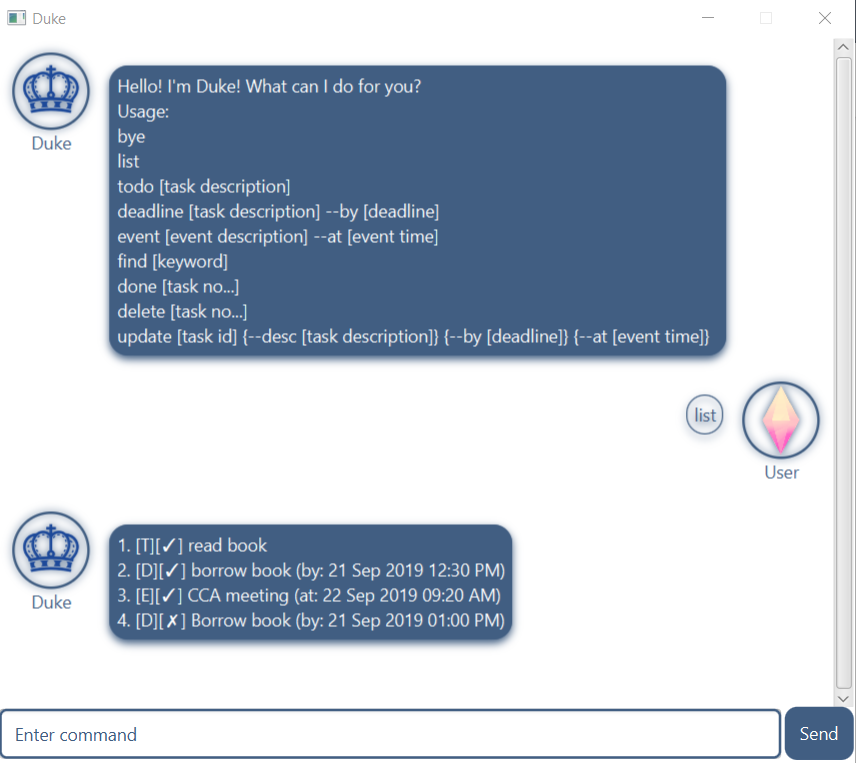 Duke
Hello! I'm Duke! What can I do for you?
Usage:
bye
list
todo [task description]
deadline [task description] --by [deadline]
event [event description] --at [event time]
find [keyword]
done [task no...]
delete [task no...]
update [task id] {--desc [task description]} {--by [deadline]} {--at [event time]}
Duke
list
User
1. [T][✓] read book
2. [D][✓] borrow book (by: 21 Sep 2019 12:30 PM)
3. [E][✓] CCA meeting (at: 22 Sep 2019 09:20 AM)
4. [D][✗] Borrow book (by: 21 Sep 2019 01:00 PM)
Duke
Enter command
Send